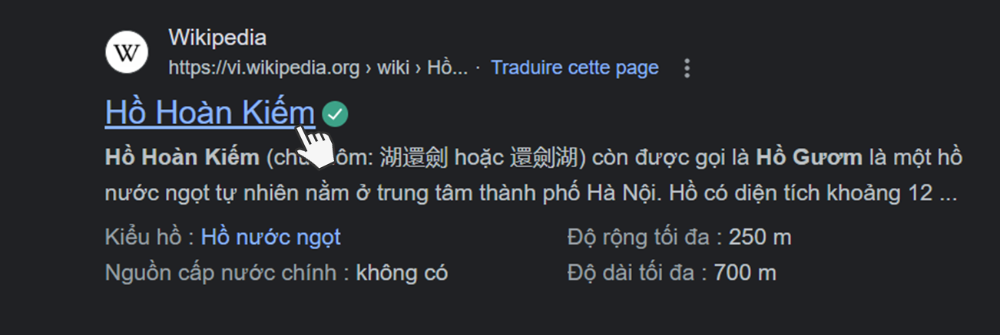 W
Wikipedia
https://vi.wikipedia.org › wiki › Hồ... · Traduire cette page
Hồ Hoàn Kiếm
Hồ Hoàn Kiếm (chữ Nôm: 湖還劍 hoặc 還劍湖) còn được gọi là Hồ Gươm là một hồ
nước ngọt tự nhiên nằm ở trung tâm thành phố Hà Nội. Hồ có diện tích khoảng 12 ...
Kiểu hồ : Hồ nước ngọt
Độ rộng tối đa : 250 m
Nguồn cấp nước chính : không có
Độ dài tối đa : 700 m